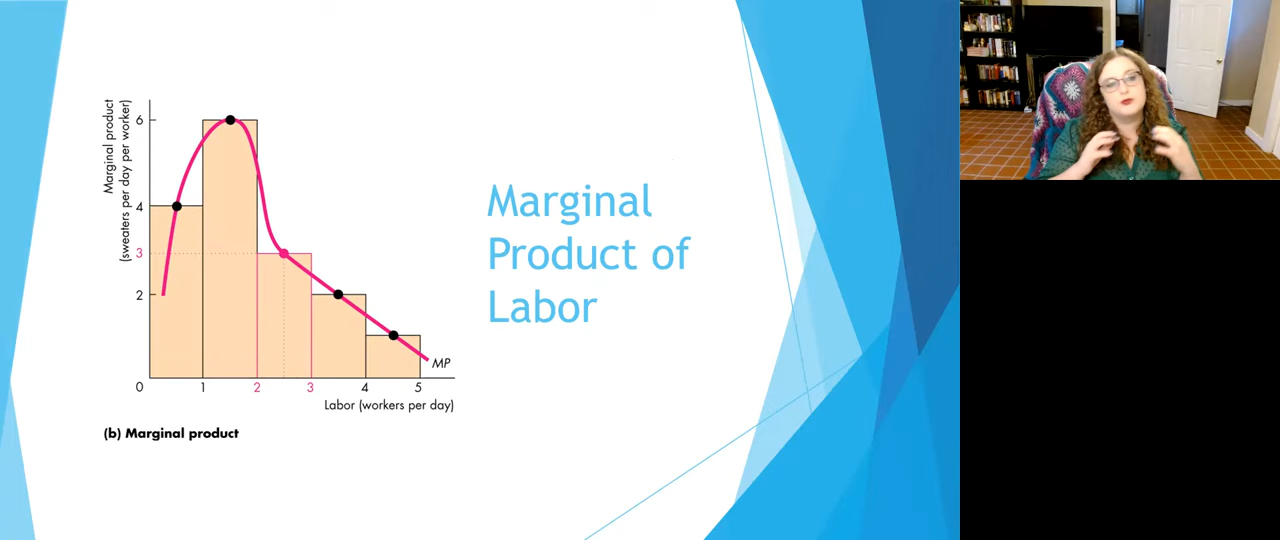 Marginal product
(sweaters per day per worker)
6
4
3
2
0
1
2
3
4
5
MP
Labor (workers per day)
(b) Marginal product
Marginal
Product of
Labor